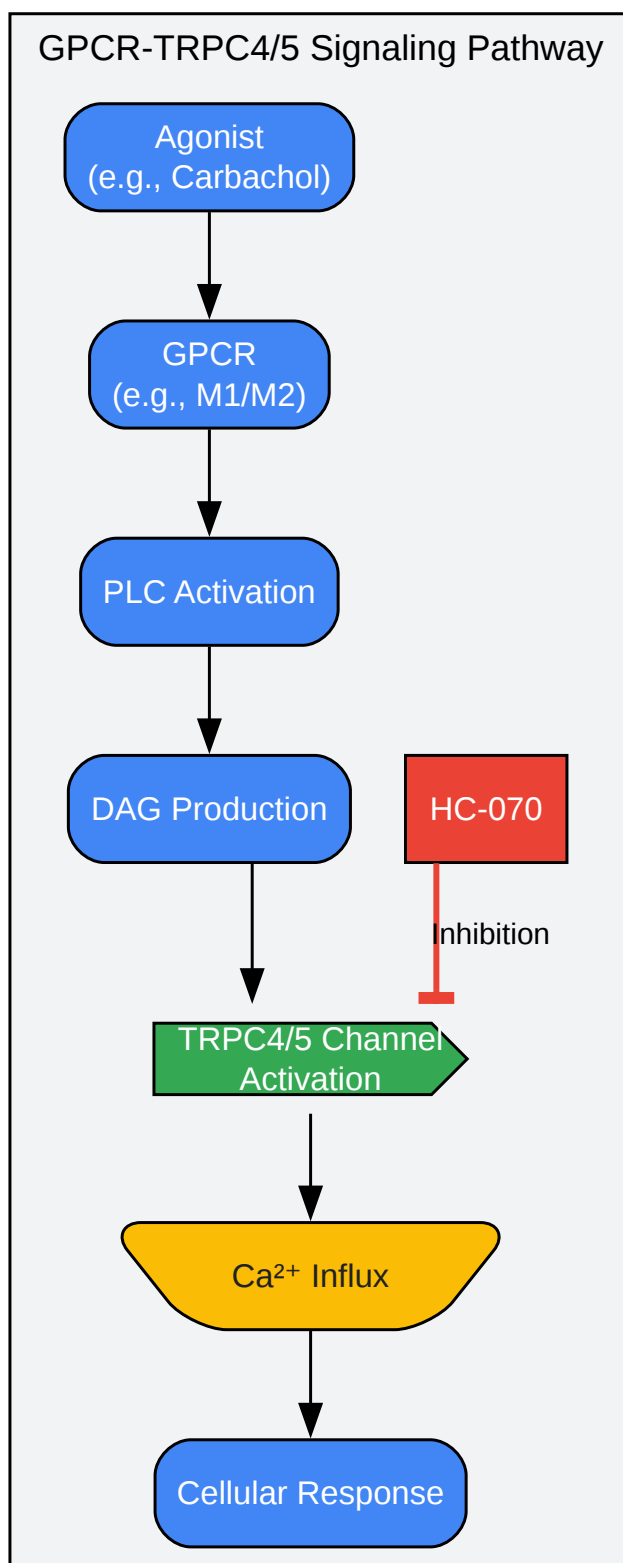 GPCR-TRPC4/5 Signaling Pathway
Agonist
(e.g., Carbachol)
GPCR
(e.g., M1/M2)
PLC Activation
DAG Production
HC-070
Inhibition
TRPC4/5 Channel
Activation
Ca²⁺ Influx
Cellular Response